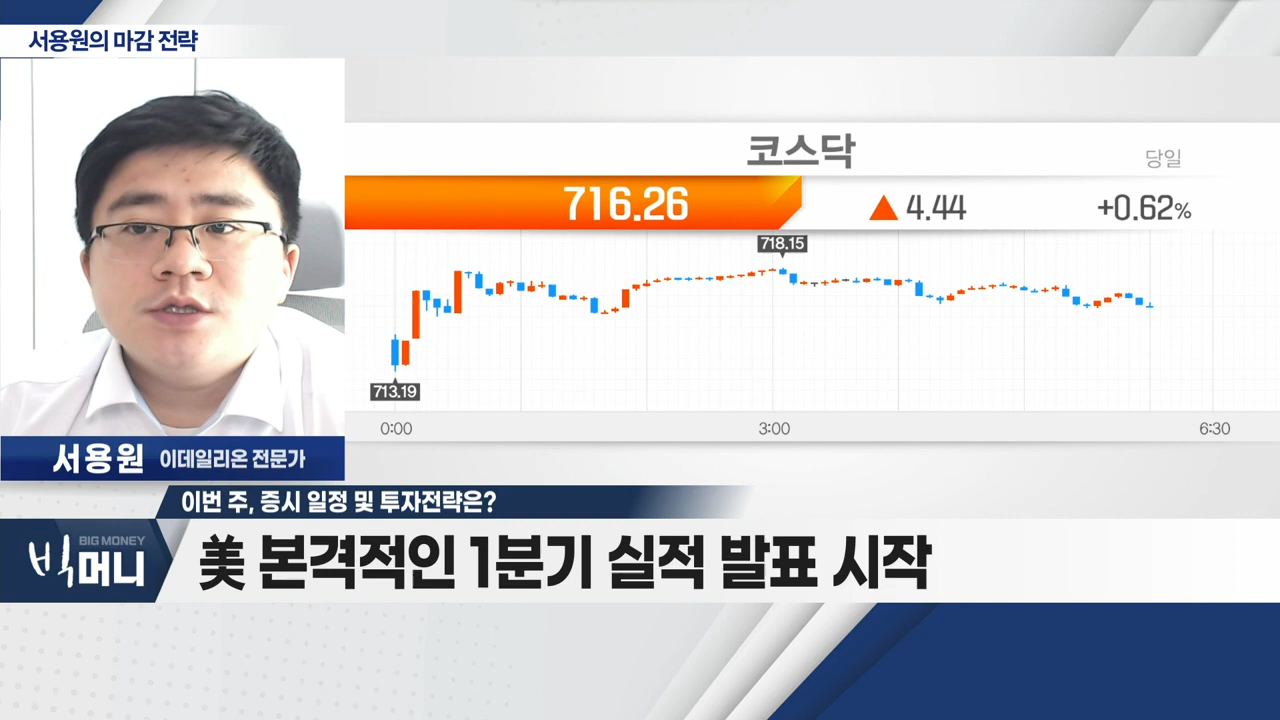 서용원의 마감 전략
코스닥
당일
716.26
▲ 4.44
+0.62%
718.15
713.19
0:00
3:00
6:30
서용원 이데일리온 전문가
이번 주, 증시 일정 및 투자전략은?
BIG MONEY
빅머니
美 본격적인 1분기 실적 발표 시작